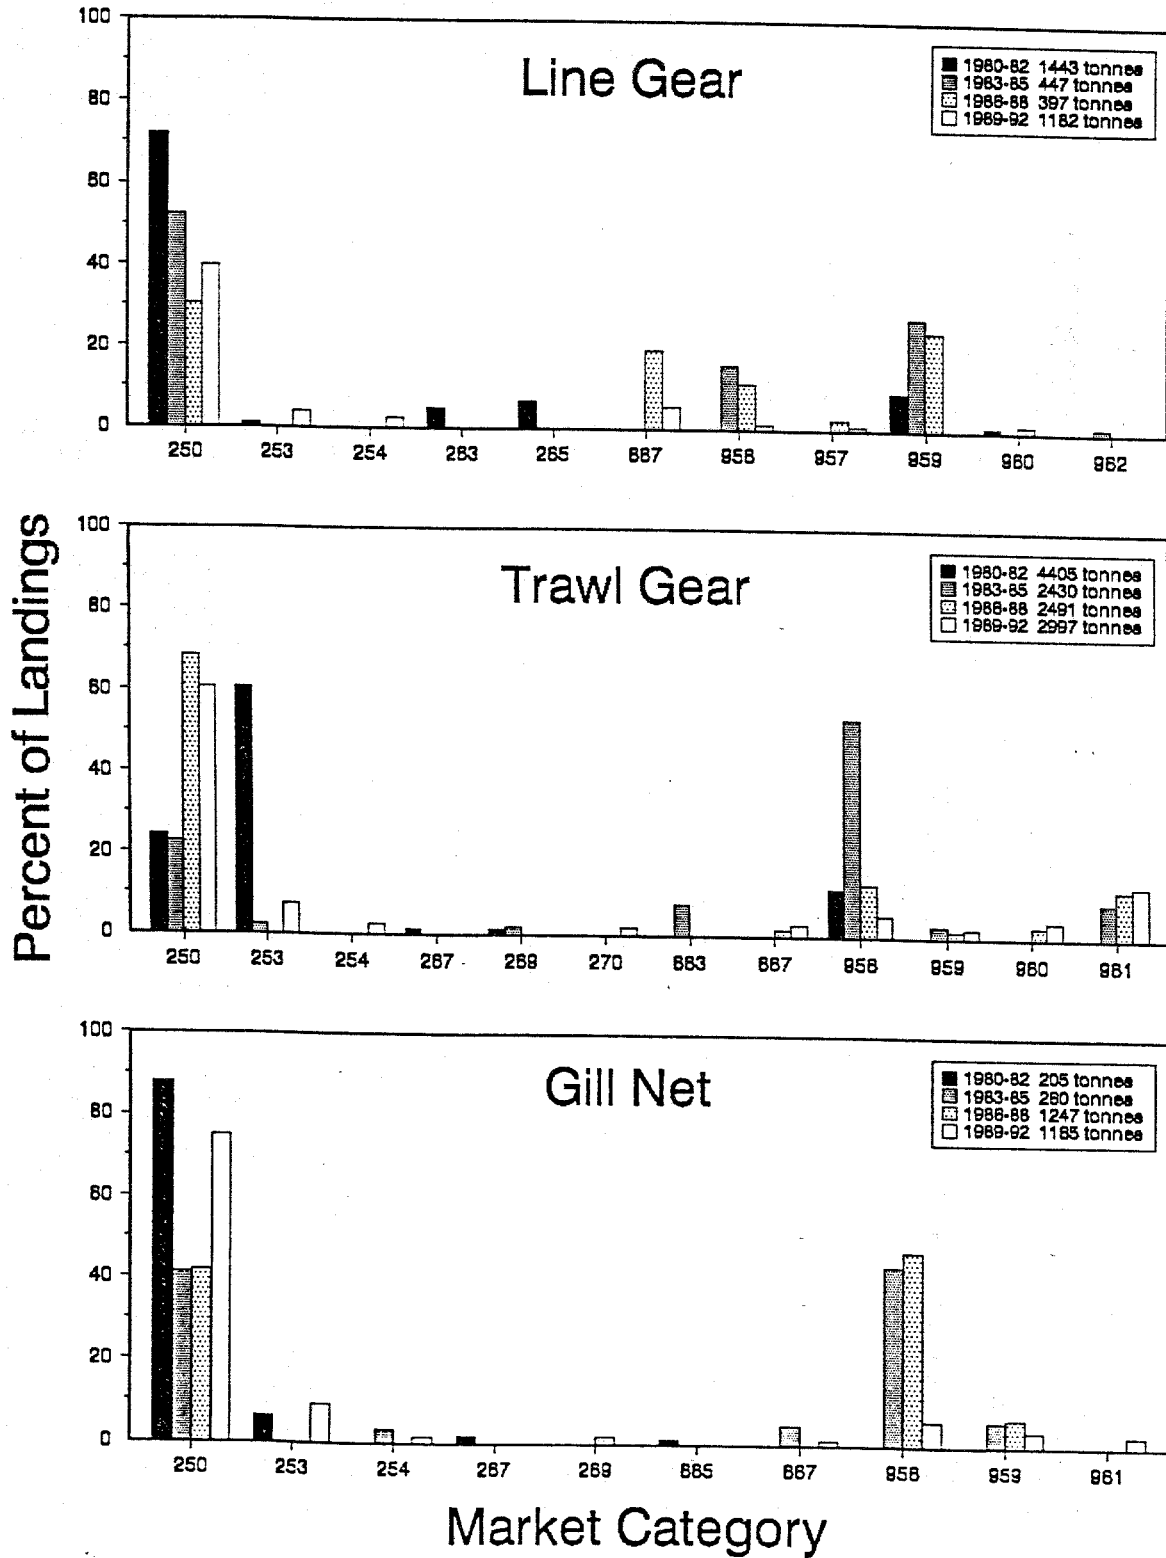 Line Gear
1980-82 1443 tonnes
1983-85 447 tonnes
1986-88 397 tonnes
1989-92 1182 tonnes
100
80
60
40
20
0
250 253 254 263 265 667 956 957 959 960 962
Percent of Landings
Trawl Gear
1980-82 4405 tonnes
1983-85 2430 tonnes
1986-88 2491 tonnes
1989-92 2997 tonnes
100
80
60
40
20
0
250 253 254 267 269 270 663 667 958 959 960 961
Gill Net
1980-82 205 tonnes
1983-85 280 tonnes
1986-88 1247 tonnes
1989-92 1185 tonnes
100
80
60
40
20
0
250 253 254 267 269 665 667 958 959 961
Market Category